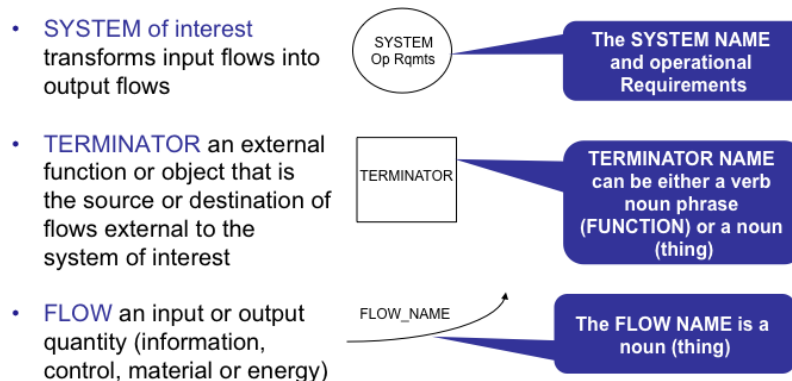 • SYSTEM of interest
transforms input flows into
output flows
SYSTEM
Op Rqmts
The SYSTEM NAME
and operational
Requirements
• TERMINATOR an external
function or object that is
the source or destination of
flows external to the
system of interest
TERMINATOR
TERMINATOR NAME
can be either a verb
noun phrase
(FUNCTION) or a noun
(thing)
• FLOW an input or output
quantity (information,
control, material or energy)
FLOW_NAME
The FLOW NAME is a
noun (thing)